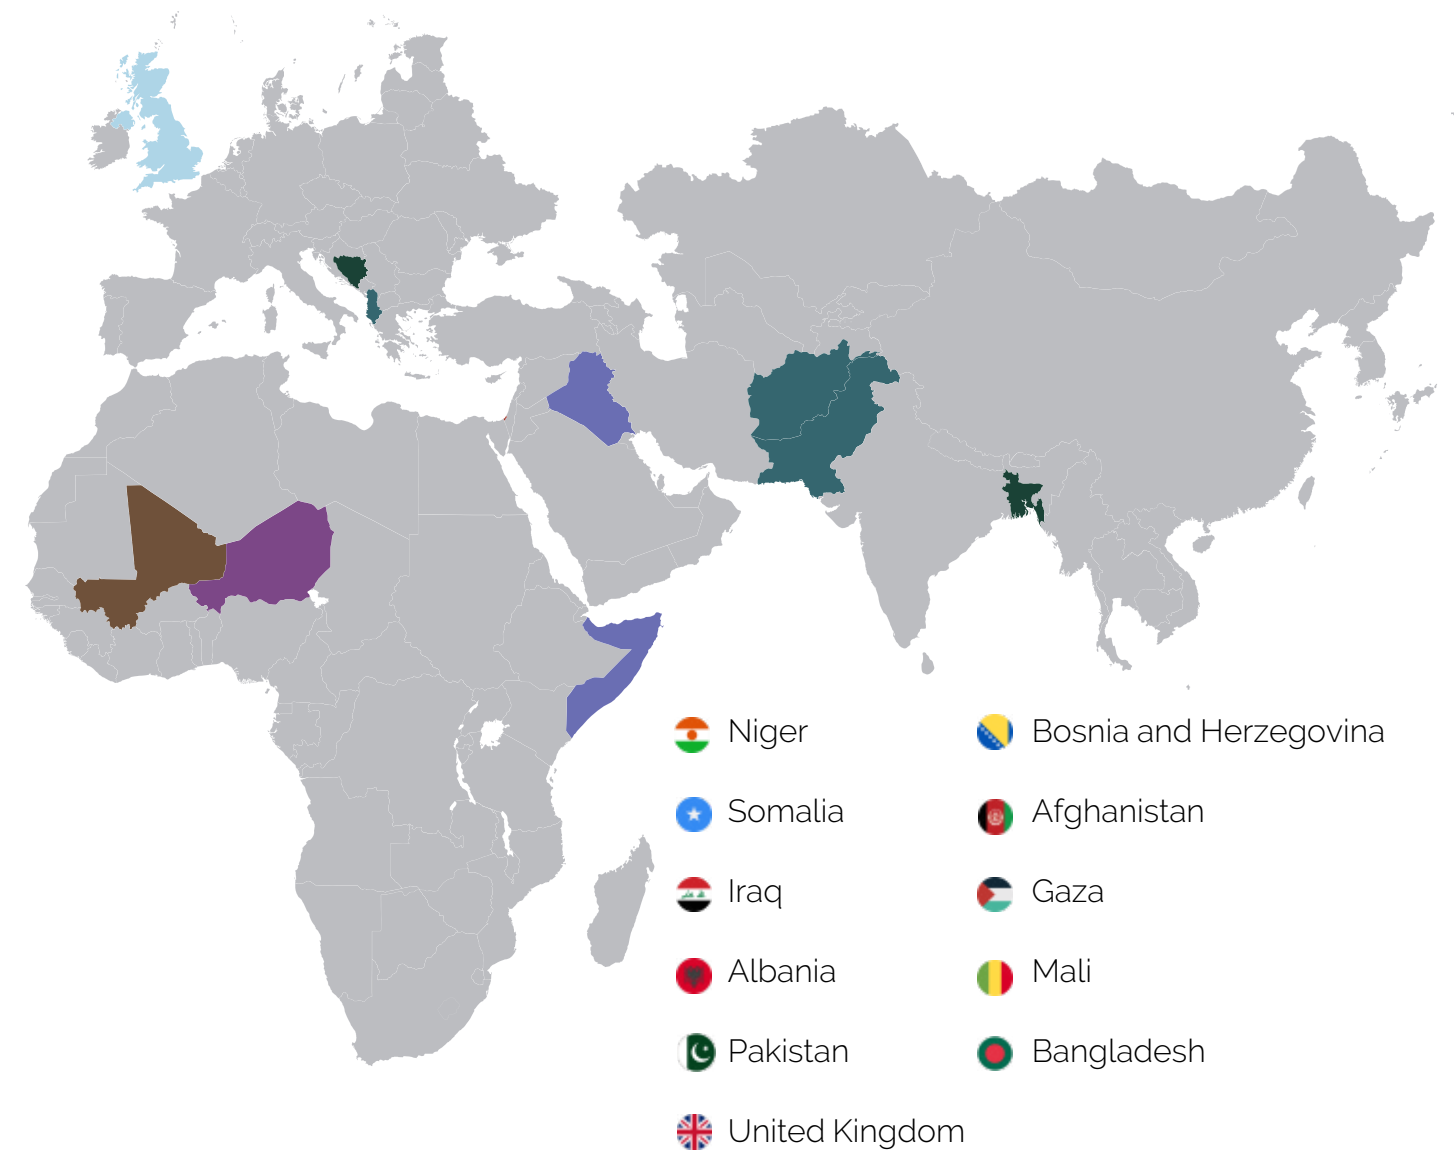 Niger
Bosnia and Herzegovina
Somalia
Afghanistan
Iraq
Gaza
Albania
Mali
Pakistan
Bangladesh
United Kingdom